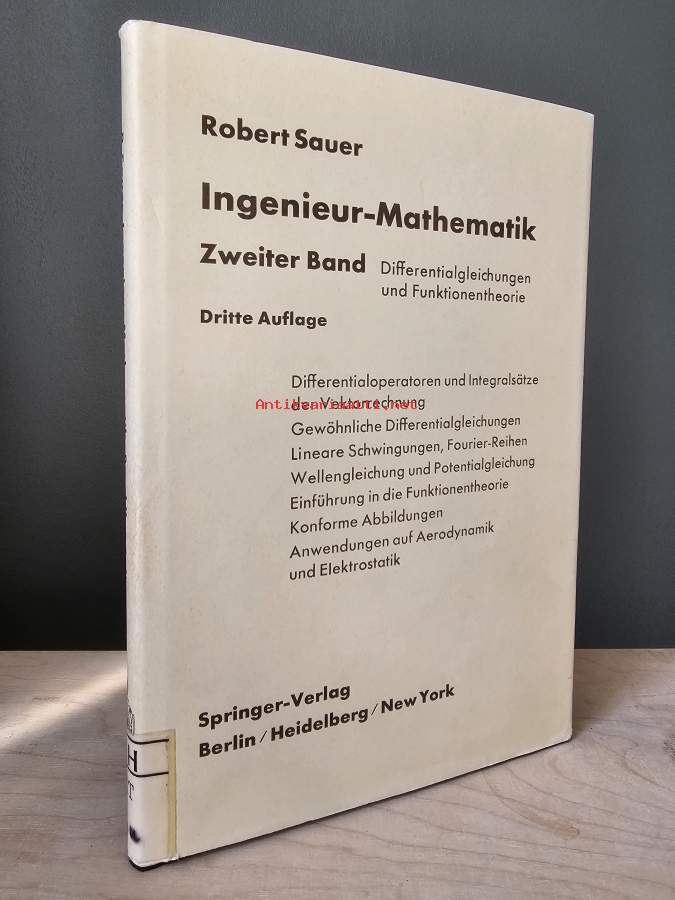 Robert Sauer
Ingenieur-Mathematik
Zweiter Band
Differentialgleichungen
und Funktionentheorie
Dritte Auflage
Differentialoperatoren und Integralsätze
der Vektorrechnung
Antikvariaatti.net
Gewöhnliche Differentialgleichungen
Lineare Schwingungen, Fourier-Reihen
Wellengleichung und Potentialgleichung
Einführung in die Funktionentheorie
Konforme Abbildungen
Anwendungen auf Aerodynamik
und Elektrostatik
Springer-Verlag
Berlin / Heidelberg / New York
H
T